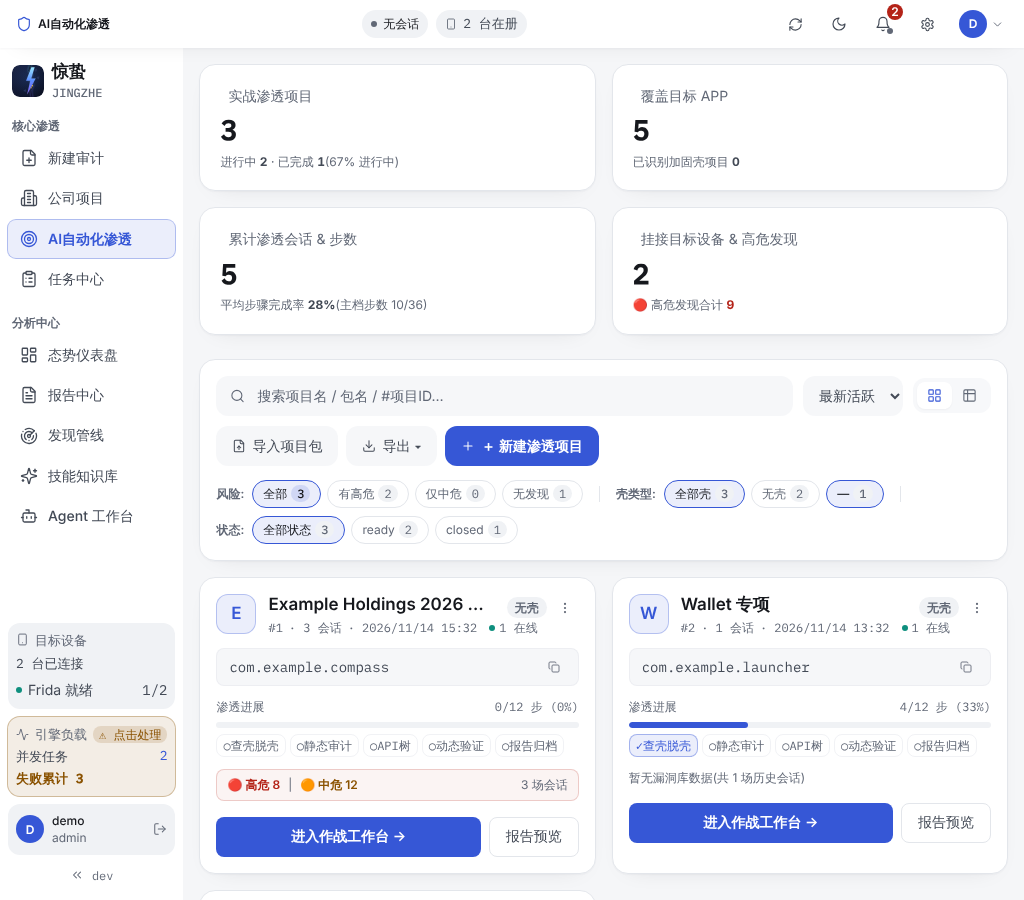 AI自动化渗透
无会话
2 台在册
2
D
惊蛰
JINGZHE
核心渗透
新建审计
公司项目
AI自动化渗透
任务中心
分析中心
态势仪表盘
报告中心
发现管线
技能知识库
Agent 工作台
目标设备
2 台已连接
Frida 就绪 1/2
引擎负载 ⚠ 点击处理
并发任务 2
失败累计 3
D
demo
admin
« dev
实战渗透项目
3
进行中 2 · 已完成 1(67% 进行中)
覆盖目标 APP
5
已识别加固壳项目 0
累计渗透会话 & 步数
5
平均步骤完成率 28%(主档步数 10/36)
挂接目标设备 & 高危发现
2
🔴 高危发现合计 9
搜索项目名 / 包名 / #项目ID...
最新活跃
导入项目包
导出 ▾
+ 新建渗透项目
风险: 全部 3 有高危 2 仅中危 0 无发现 1 壳类型: 全部壳 3 无壳 2 — 1
状态: 全部状态 3 ready 2 closed 1
E
Example Holdings 2026 ... 无壳
#1 · 3 会话 · 2026/11/14 15:32 1 在线
com.example.compass
渗透进展 0/12 步 (0%)
○查壳脱壳 ○静态审计 ○API树 ○动态验证 ○报告归档
🔴 高危 8 | 🟠 中危 12 3 场会话
进入作战工作台 → 报告预览
W
Wallet 专项 无壳
#2 · 1 会话 · 2026/11/14 13:32 1 在线
com.example.launcher
渗透进展 4/12 步 (33%)
✓查壳脱壳 ○静态审计 ○API树 ○动态验证 ○报告归档
暂无漏洞库数据(共 1 场历史会话)
进入作战工作台 → 报告预览